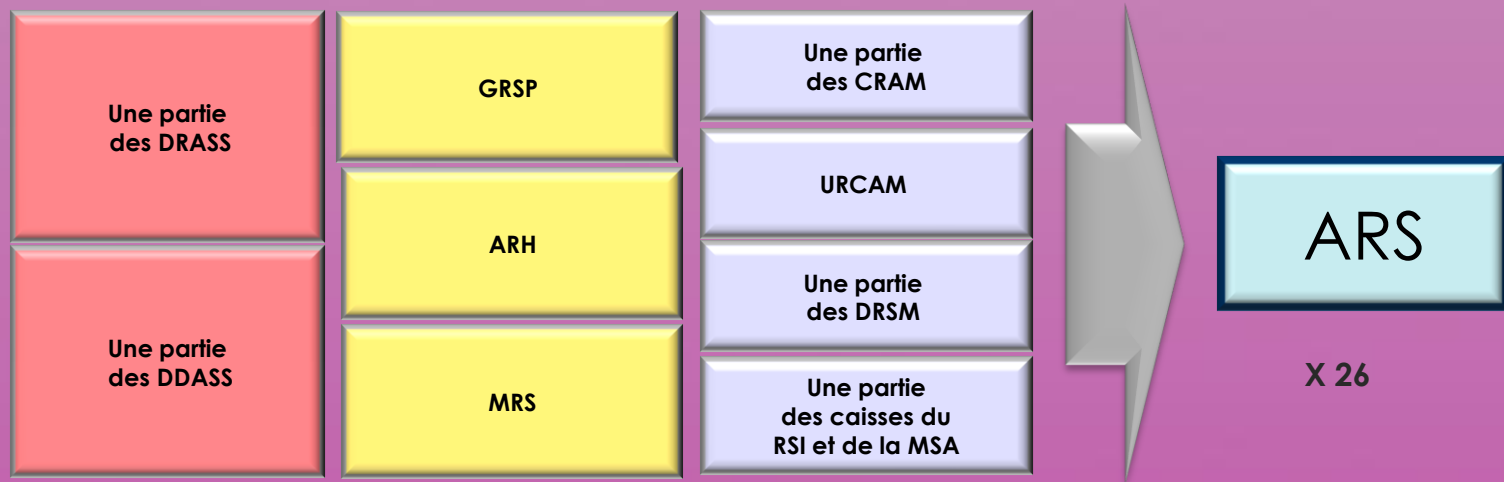 Une partie
des DRASS
Une partie
des DDASS
GRSP
ARH
MRS
Une partie
des CRAM
URCAM
Une partie
des DRSM
Une partie
des caisses du
RSI et de la MSA
ARS
X 26